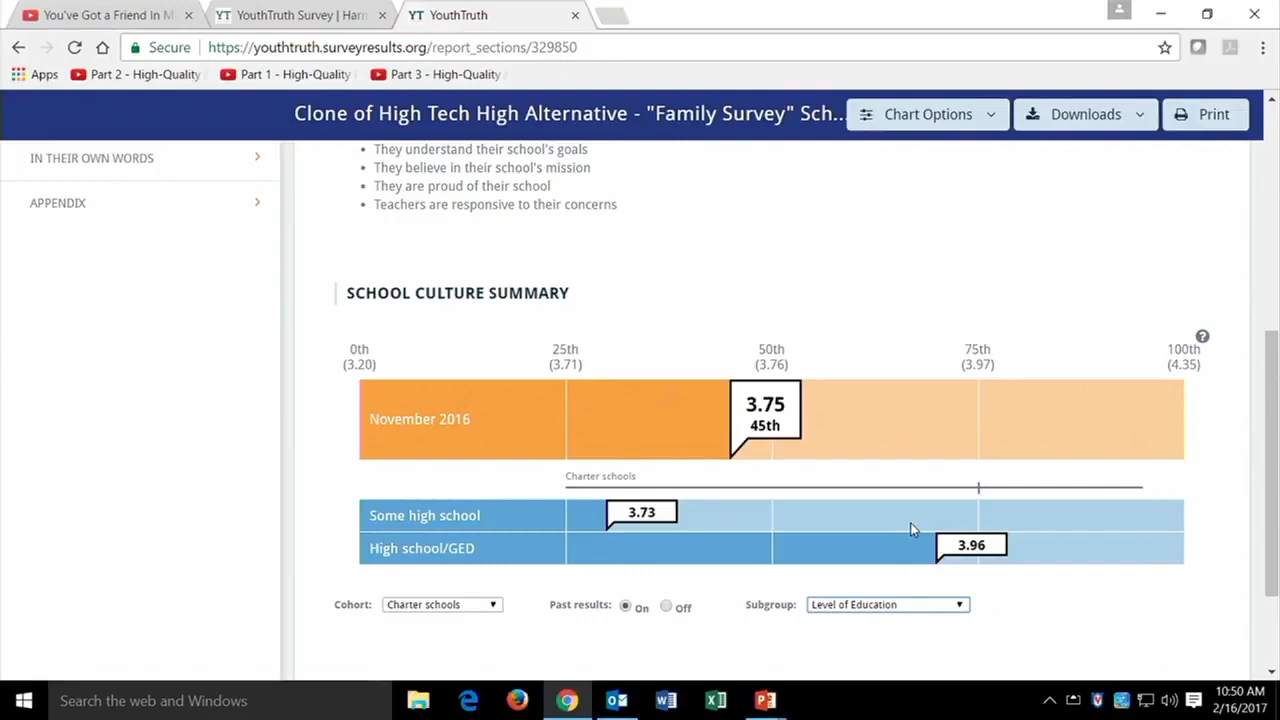 You've Got a Friend In M
YT YouthTruth Survey | Harr
YT YouthTruth
Secure https://youthtruth.surveyresults.org/report_sections/329850
Apps Part 2 - High-Quality Part 1 - High-Quality Part 3 - High-Quality
Clone of High Tech High Alternative - "Family Survey" Sch... Chart Options Downloads Print
IN THEIR OWN WORDS
APPENDIX
• They understand their school's goals
• They believe in their school's mission
• They are proud of their school
• Teachers are responsive to their concerns
SCHOOL CULTURE SUMMARY
?
0th 25th 50th 75th 100th
(3.20) (3.71) (3.76) (3.97) (4.35)
November 2016
3.75
45th
Charter schools
Some high school 3.73
High school/GED 3.96
Cohort: Charter schools Past results: On Off Subgroup: Level of Education
Search the web and Windows
10:50 AM
2/16/2017